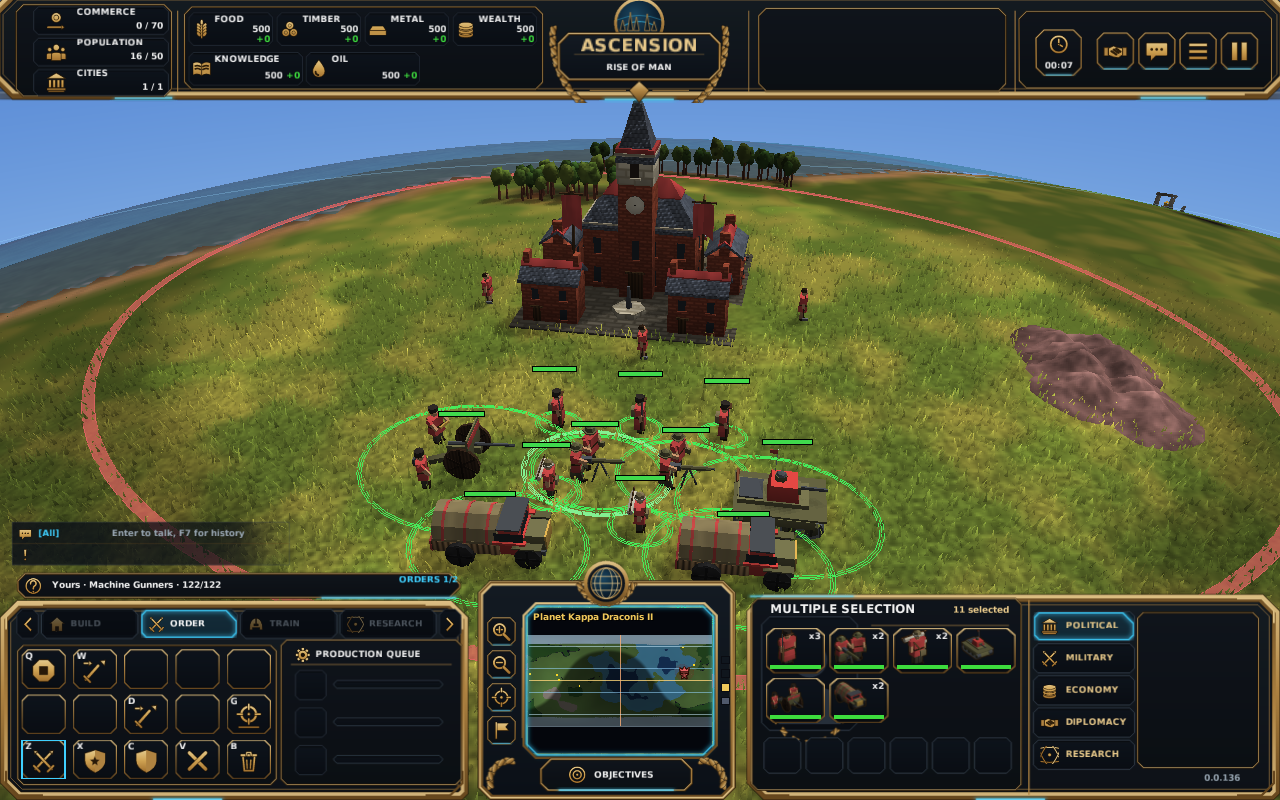 COMMERCE
0 / 70
POPULATION
16 / 50
CITIES
1 / 1
FOOD
500
+0
TIMBER
500
+0
METAL
500
+0
WEALTH
500
+0
KNOWLEDGE
500 +0
OIL
500 +0
ASCENSION
RISE OF MAN
00:07
[All] Enter to talk, F7 for history
!
Yours · Machine Gunners · 122/122
ORDERS 1/2
BUILD
ORDER
TRAIN
RESEARCH
Q
W
D
G
Z
X
C
V
B
PRODUCTION QUEUE
Planet Kappa Draconis II
OBJECTIVES
MULTIPLE SELECTION
11 selected
x3
x2
x2
x2
POLITICAL
MILITARY
ECONOMY
DIPLOMACY
RESEARCH
0.0.136